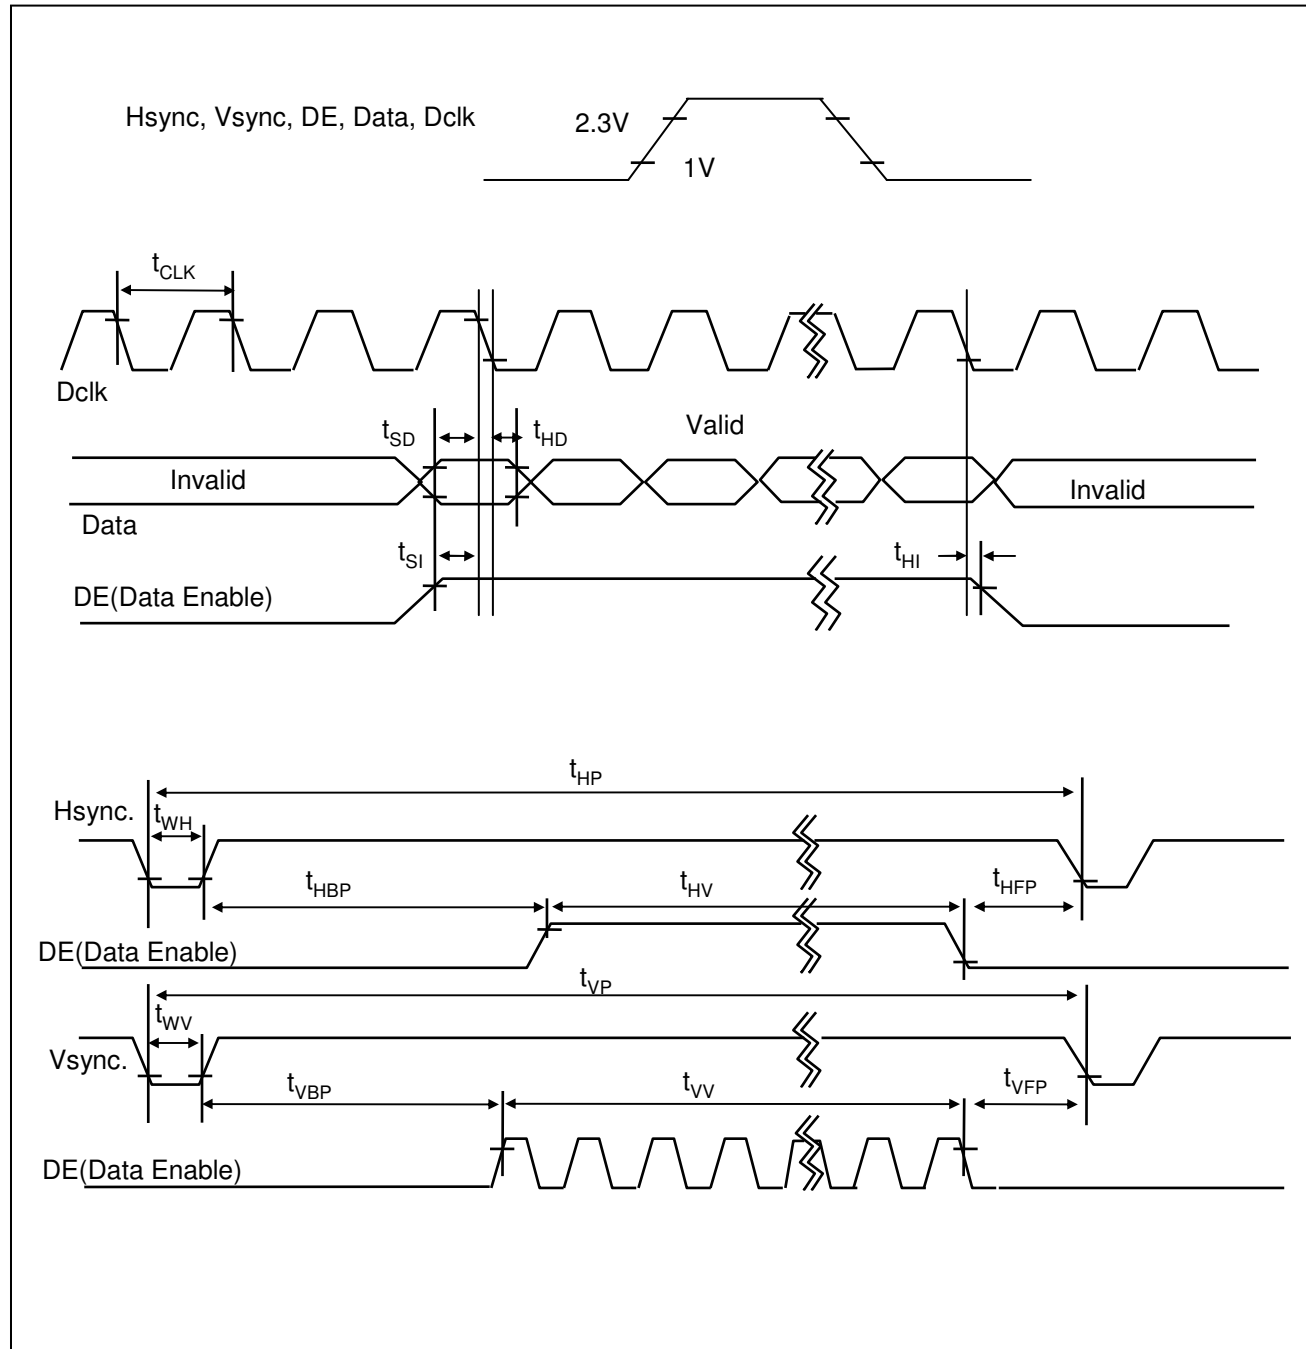 Hsync, Vsync, DE, Data, Dclk
2.3V
1V
tCLK
Dclk
tSD
tHD
Valid
Invalid
Invalid
Data
tSI
tHI
DE(Data Enable)
tHP
Hsync.
tWH
tHBP
tHV
tHFP
DE(Data Enable)
tVP
tWV
Vsync.
tVBP
tVV
tVFP
DE(Data Enable)